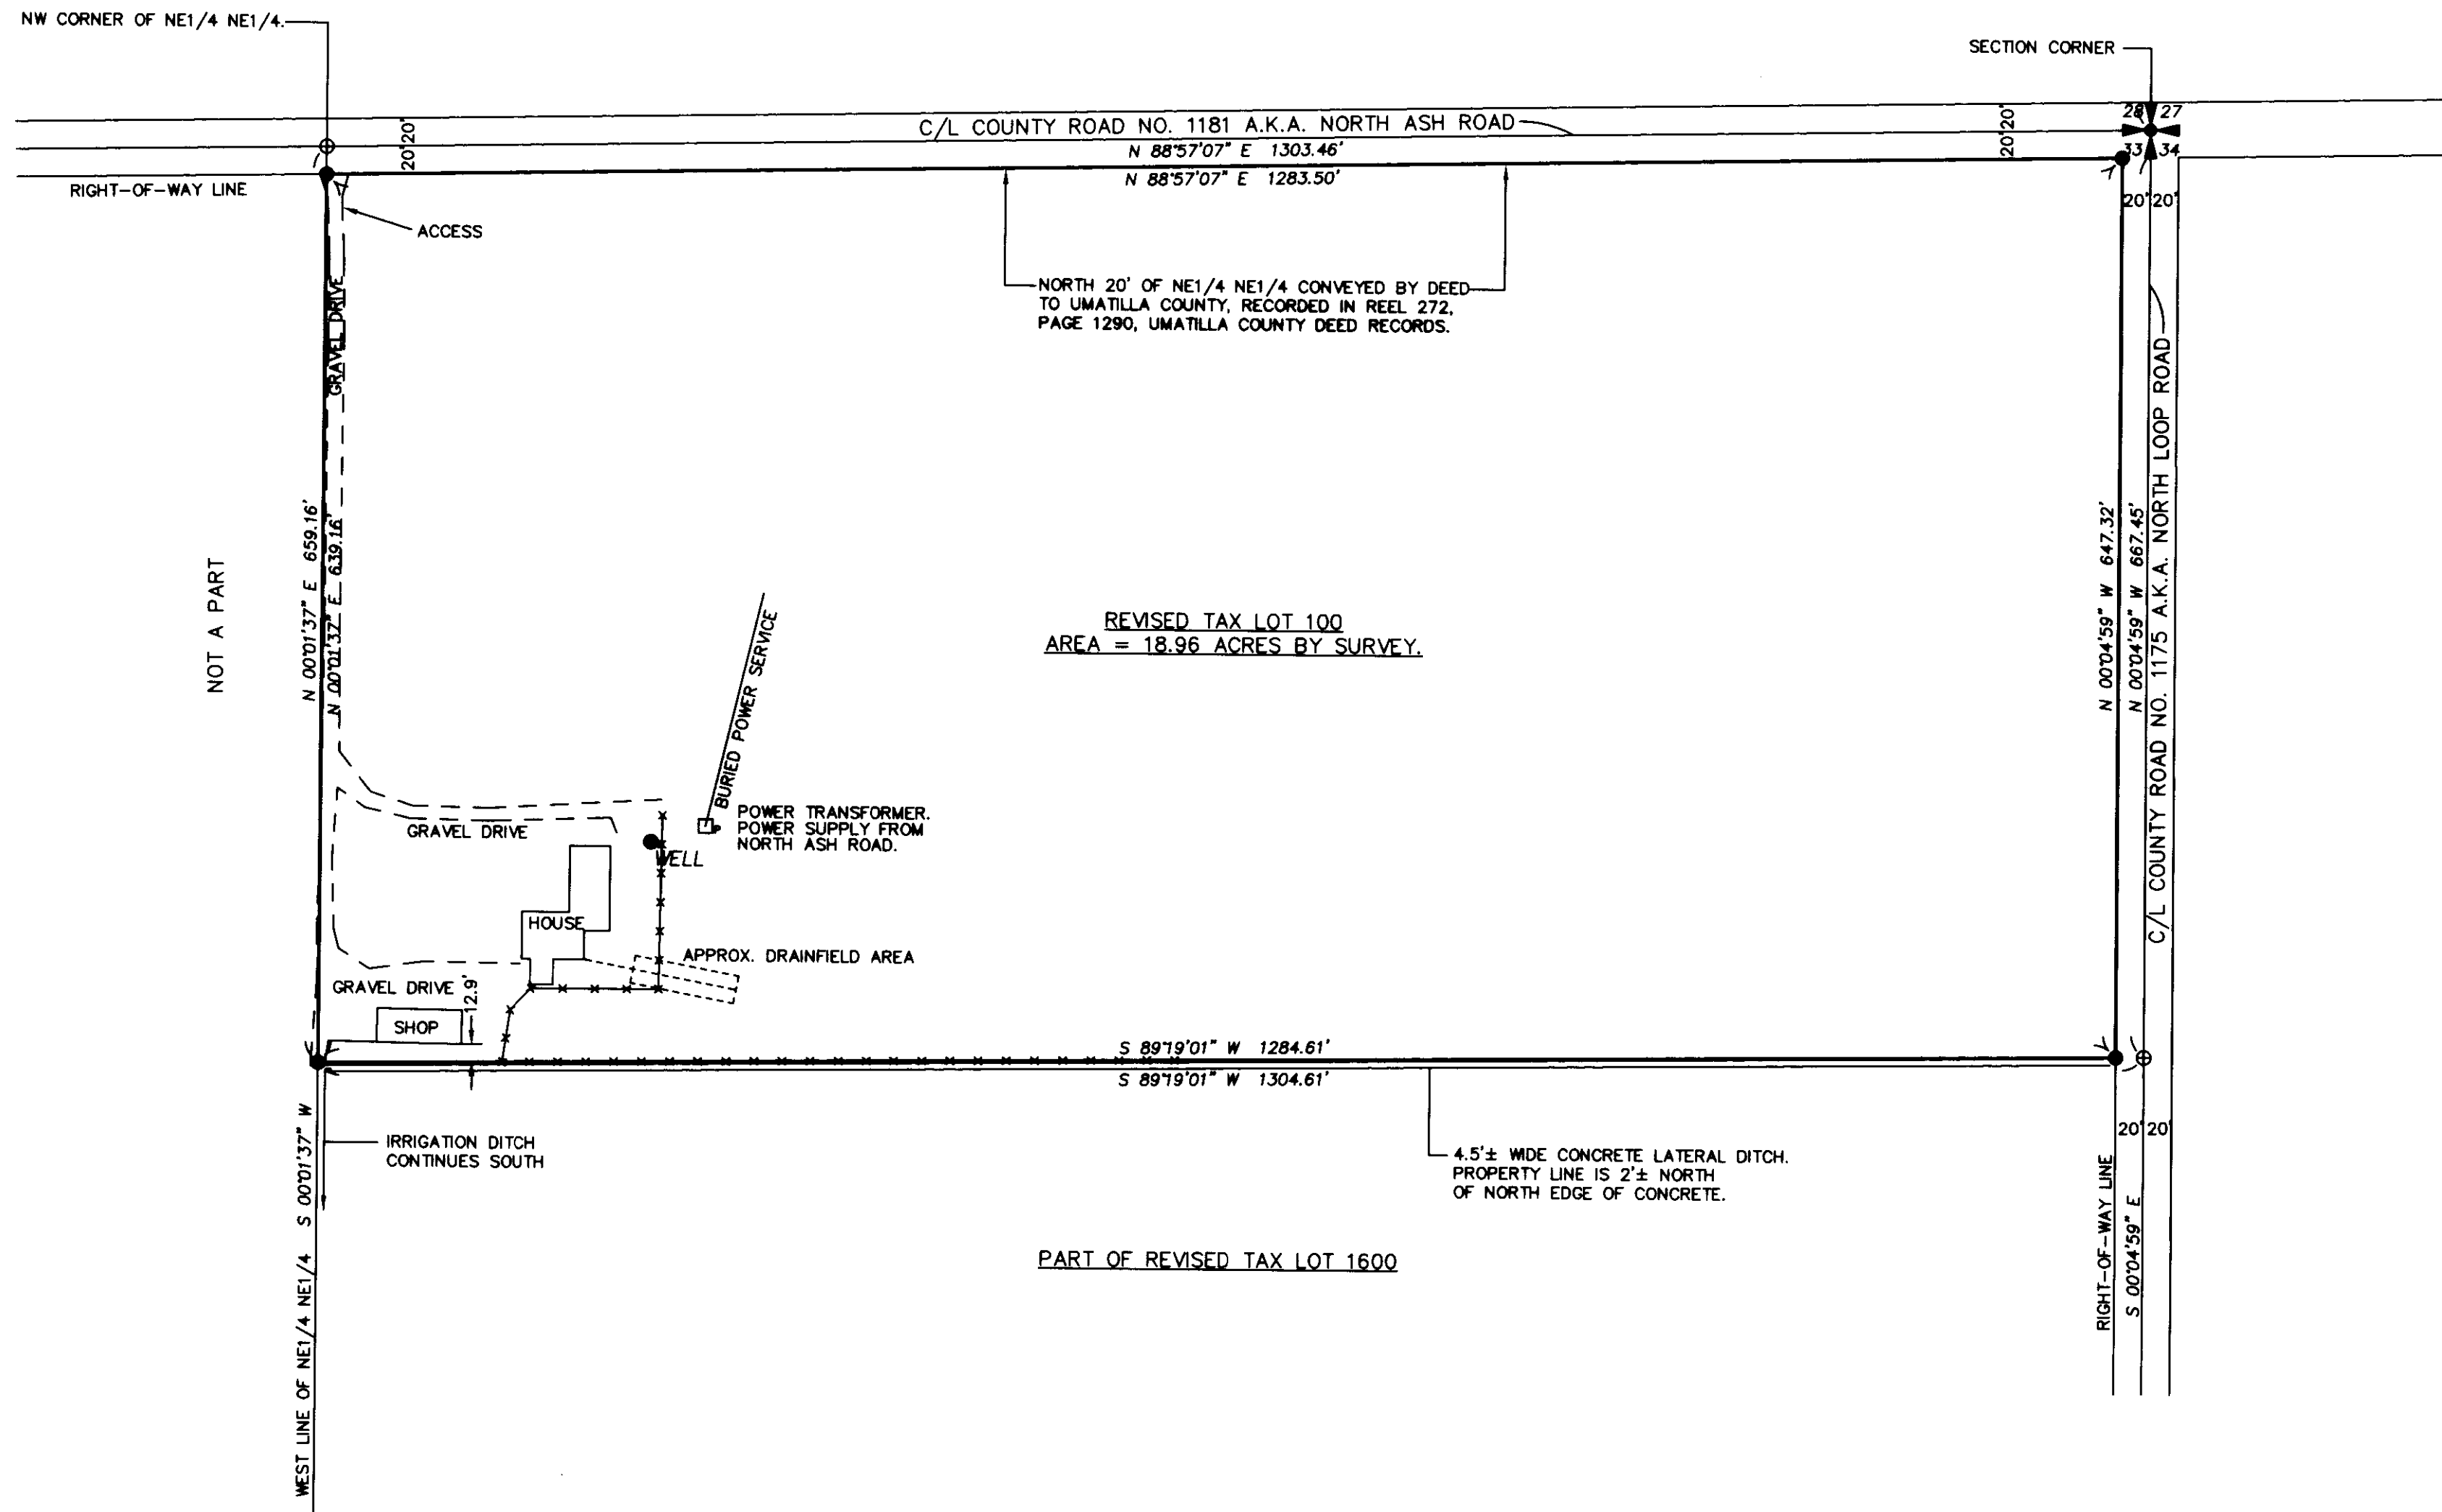 NW CORNER OF NE1/4 NE1/4.
SECTION CORNER
28 27
33 34
C/L COUNTY ROAD NO. 1181 A.K.A. NORTH ASH ROAD
20' 20'
20' 20'
N 88°57'07" E 1303.46'
N 88°57'07" E 1283.50'
RIGHT-OF-WAY LINE
ACCESS
20' 20'
NORTH 20' OF NE1/4 NE1/4 CONVEYED BY DEED
TO UMATILLA COUNTY, RECORDED IN REEL 272,
PAGE 1290, UMATILLA COUNTY DEED RECORDS.
GRAVEL DRIVE
N 00°01'37" E 659.16'
N 00°01'37" E 639.16'
NOT A PART
REVISED TAX LOT 100
AREA = 18.96 ACRES BY SURVEY.
N 00°04'59" W 647.32'
N 00°04'59" W 667.45'
C/L COUNTY ROAD NO. 1175 A.K.A. NORTH LOOP ROAD
BURIED POWER SERVICE
P
POWER TRANSFORMER.
POWER SUPPLY FROM
NORTH ASH ROAD.
GRAVEL DRIVE
WELL
HOUSE
APPROX. DRAINFIELD AREA
GRAVEL DRIVE
12.9'
SHOP
S 89°19'01" W 1284.61'
S 89°19'01" W 1304.61'
IRRIGATION DITCH
CONTINUES SOUTH
4.5'± WIDE CONCRETE LATERAL DITCH.
PROPERTY LINE IS 2'± NORTH
OF NORTH EDGE OF CONCRETE.
20' 20'
WEST LINE OF NE1/4 NE1/4 S 00°01'37" W
PART OF REVISED TAX LOT 1600
RIGHT-OF-WAY LINE
S 00°04'59" E